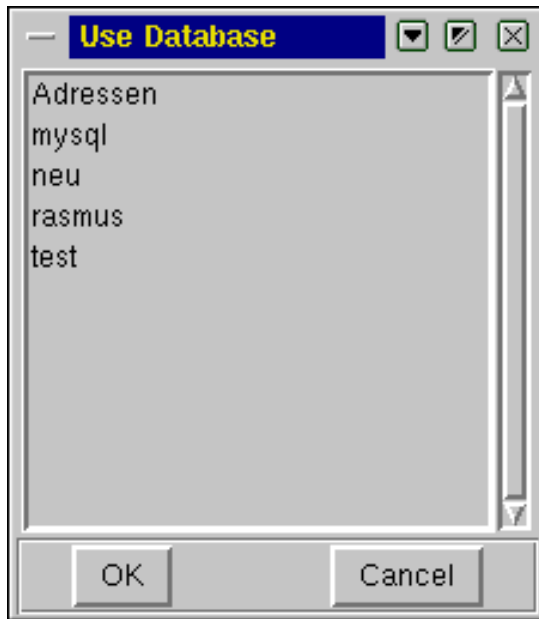 Use Database
Adressen
mysql
neu
rasmus
test
OK Cancel